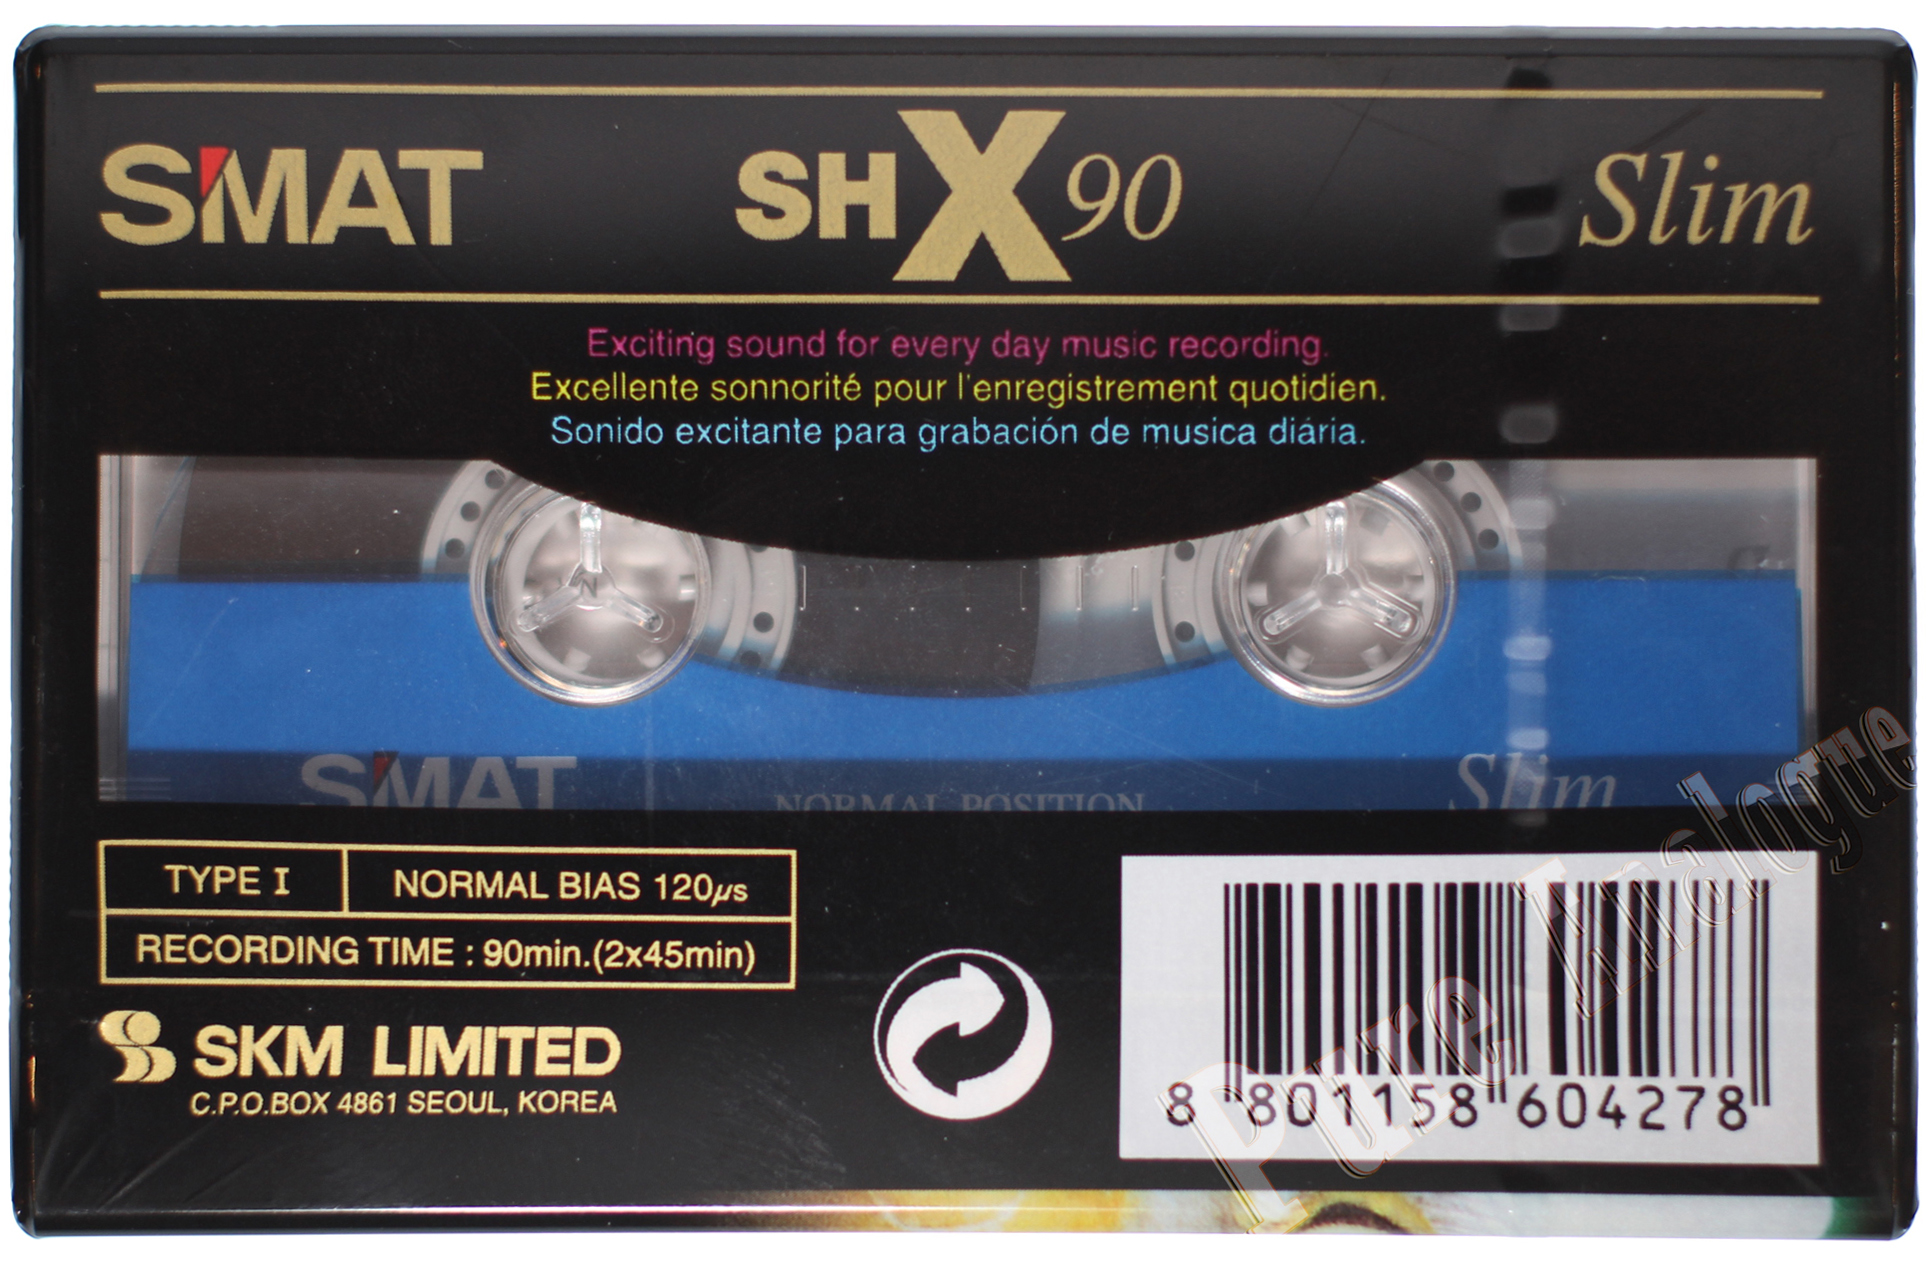 SMAT SHX90 Slim
Exciting sound for every day music recording.
Excellente sonnorité pour l'enregistrement quotidien.
Sonido excitante para grabación de musica diária.
N
SMAT NORMAL POSITION Slim
TYPE I NORMAL BIAS 120µs
RECORDING TIME : 90min.(2x45min)
SKM LIMITED
C.P.O.BOX 4861 SEOUL, KOREA
8 801158 604278
Pure Analogue